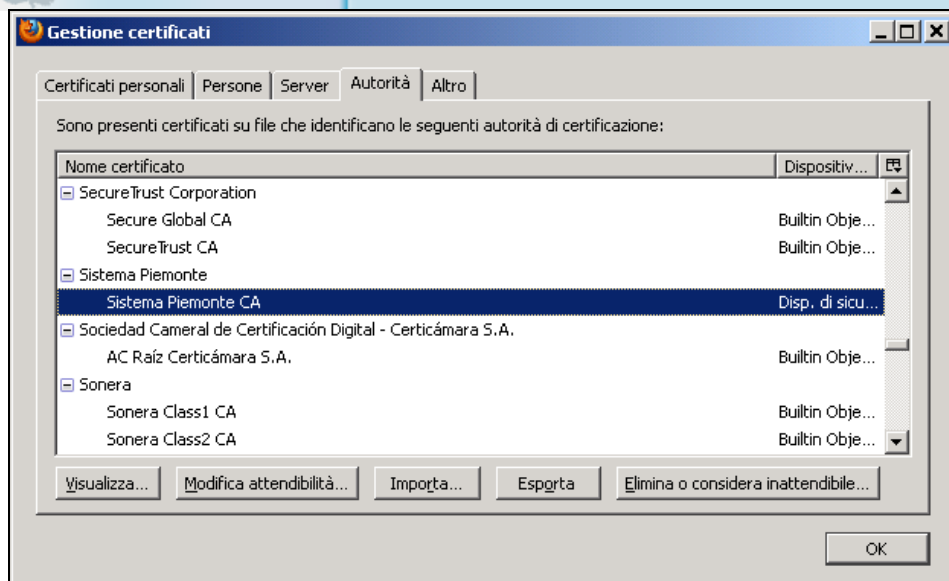 Gestione certificati
Certificati personali Persone Server Autorità Altro
Sono presenti certificati su file che identificano le seguenti autorità di certificazione:
Nome certificato Dispositiv...
SecureTrust Corporation
Secure Global CA Builtin Obje...
SecureTrust CA Builtin Obje...
Sistema Piemonte
Sistema Piemonte CA Disp. di sicu...
Sociedad Cameral de Certificación Digital - Certicámara S.A.
AC Raíz Certicámara S.A. Builtin Obje...
Sonera
Sonera Class1 CA Builtin Obje...
Sonera Class2 CA Builtin Obje...
Visualizza... Modifica attendibilità... Importa... Esporta Elimina o considera inattendibile...
OK